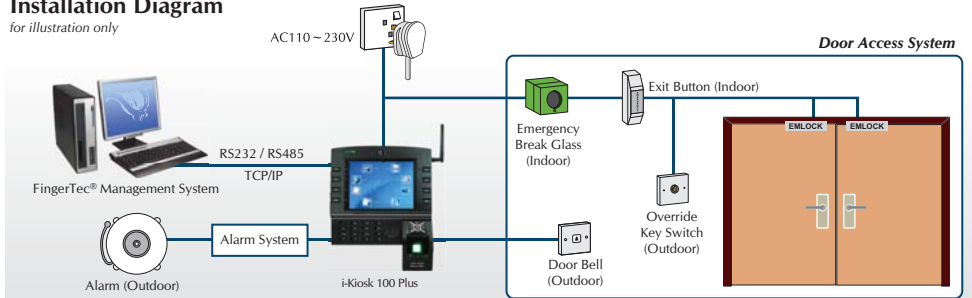 Installation Diagram
for illustration only
AC110 ~ 230V
Door Access System
Exit Button (Indoor)
Emergency
Break Glass
(Indoor)
EMLOCK EMLOCK
RS232 / RS485
TCP/IP
FingerTec® Management System
Override
Key Switch
(Outdoor)
Alarm System
Door Bell
(Outdoor)
Alarm (Outdoor)
i-Kiosk 100 Plus